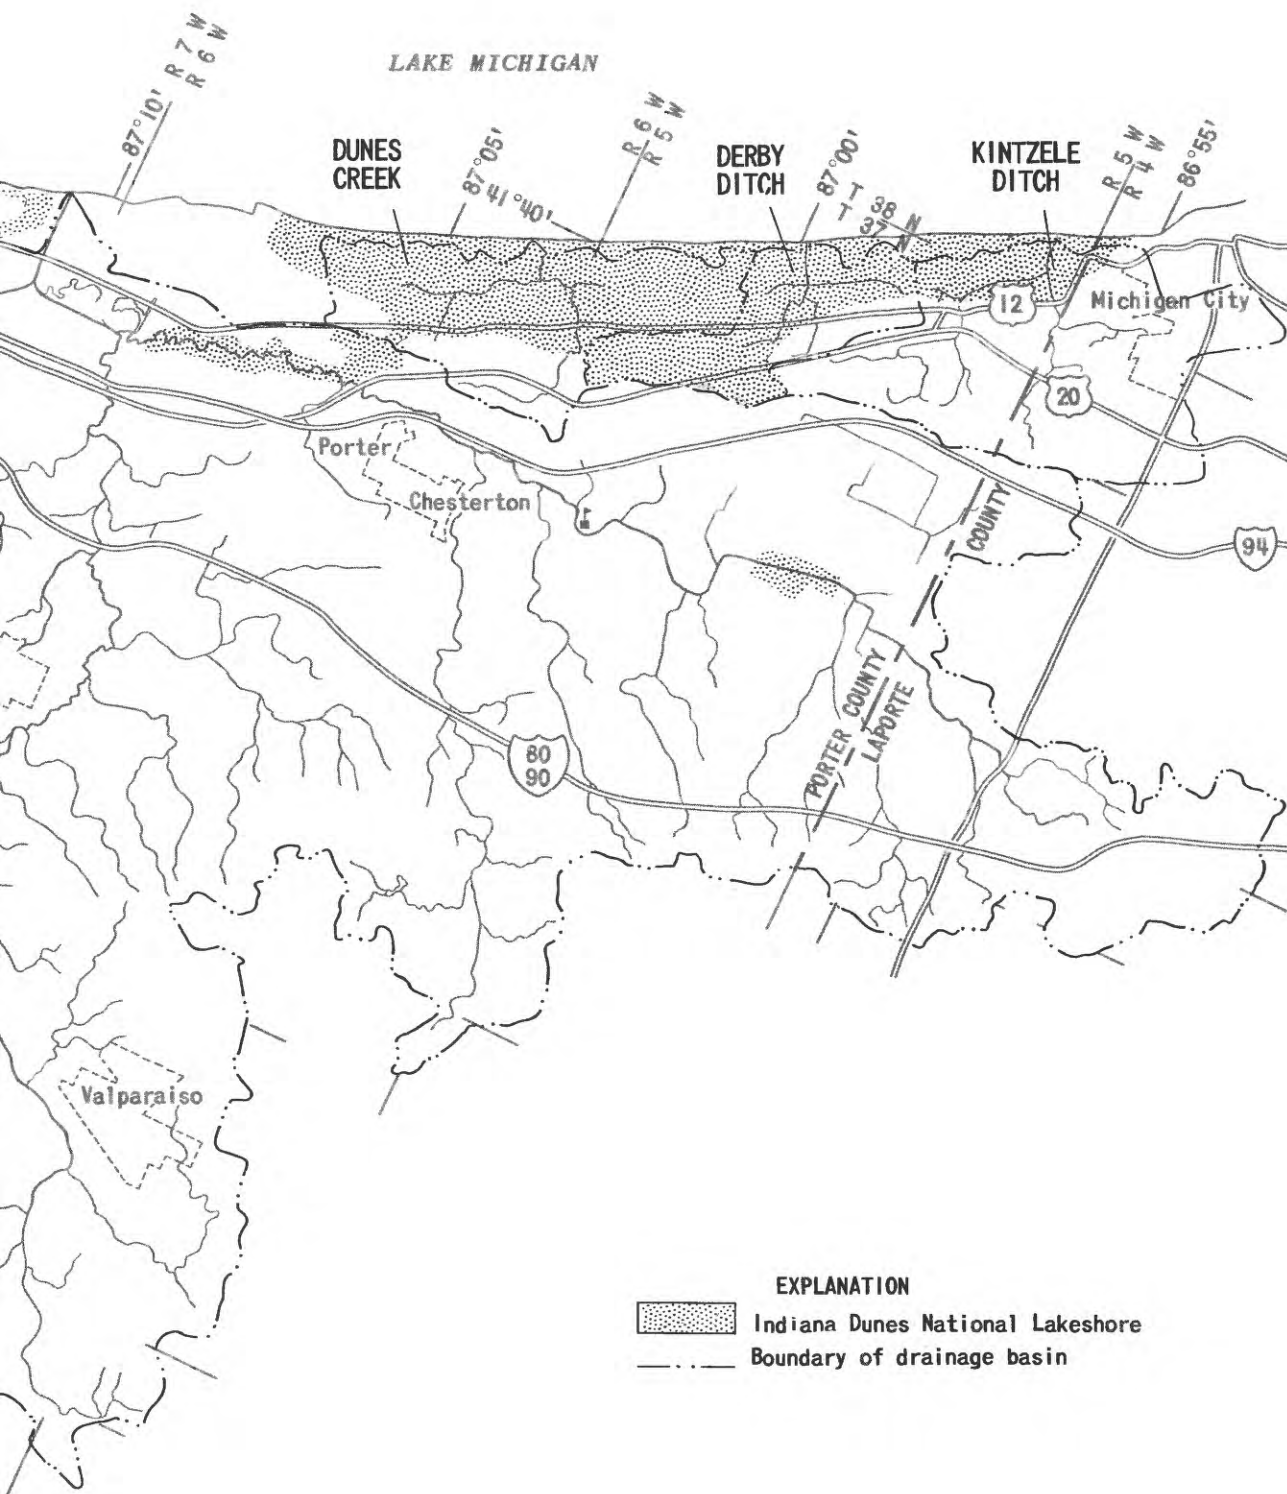 R 7 W
R 6 W
87°10'
LAKE MICHIGAN
DUNES
CREEK
87°05'
41°40'
R 6 W
R 5 W
DERBY
DITCH
87°00'
T 38 N
T 37 N
KINTZELE
DITCH
R 5 W
R 4 W
86°55'
12
Michigan City
20
Porter
Chesterton
COUNTY
94
PORTER COUNTY
LAPORTE
80
90
Valparaiso
EXPLANATION
Indiana Dunes National Lakeshore
Boundary of drainage basin